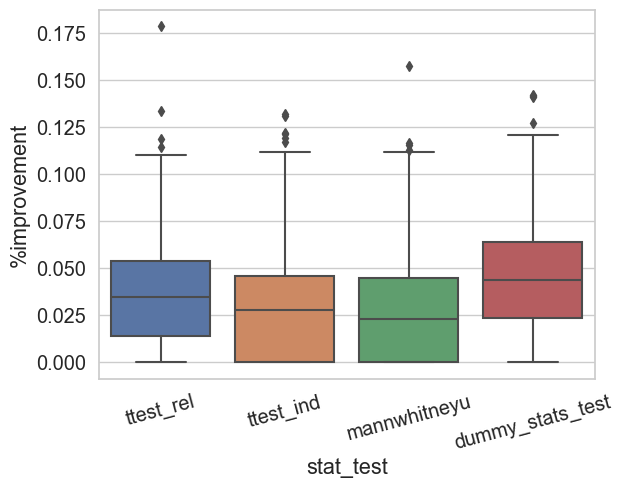 0.175
0.150
0.125
0.100
0.075
0.050
0.025
0.000
%improvement
ttest_rel
ttest_ind
mannwhitneyu
dummy_stats_test
stat_test